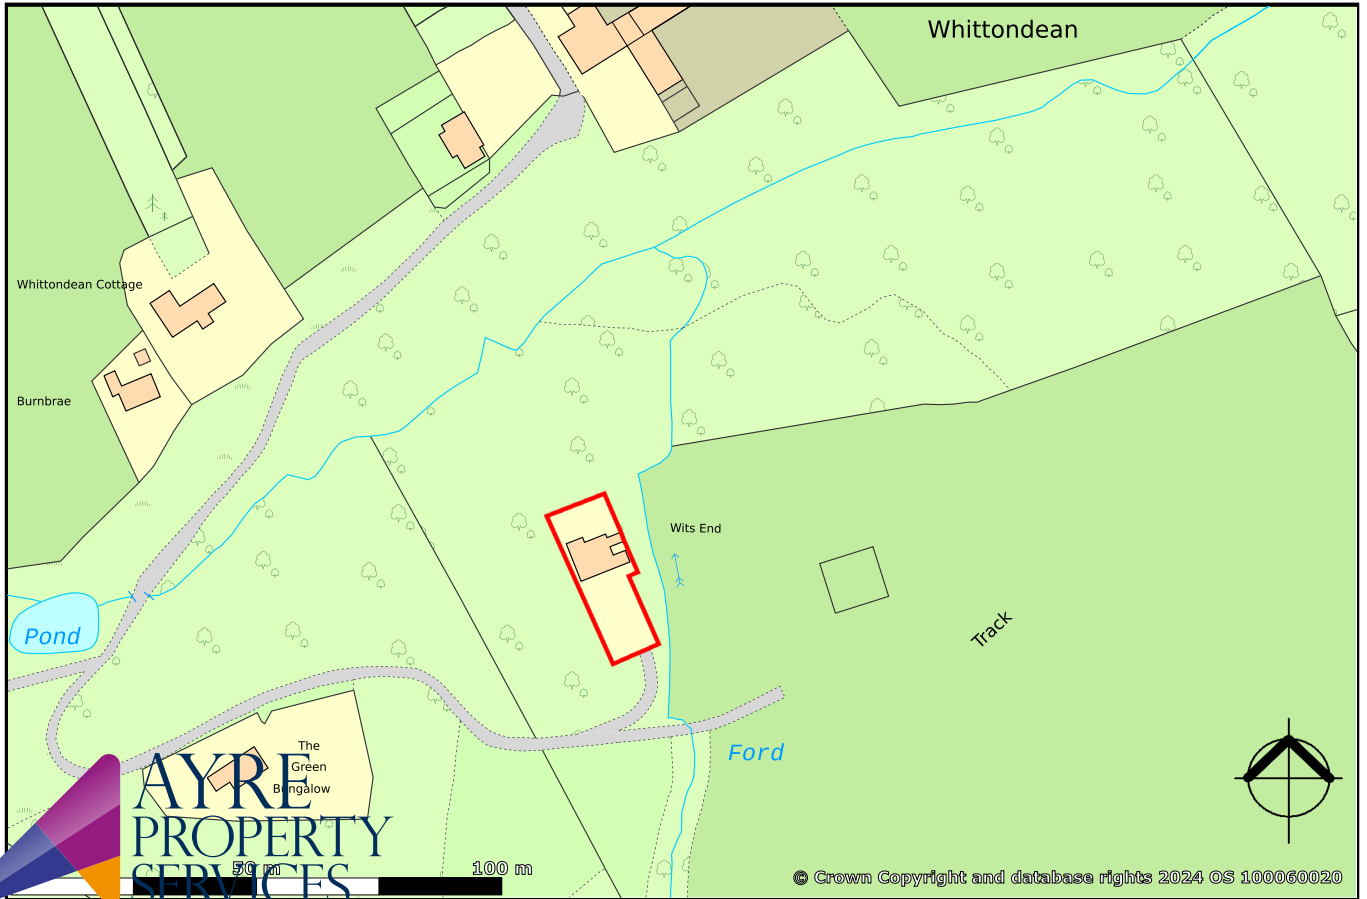 Whittondean
Whittondean Cottage
Burnbrae
Wits End
Pond
Track
Ford
The
Green
Bungalow
AYRE
PROPERTY
SERVICES
50 m
100 m
© Crown Copyright and database rights 2024 OS 100060020